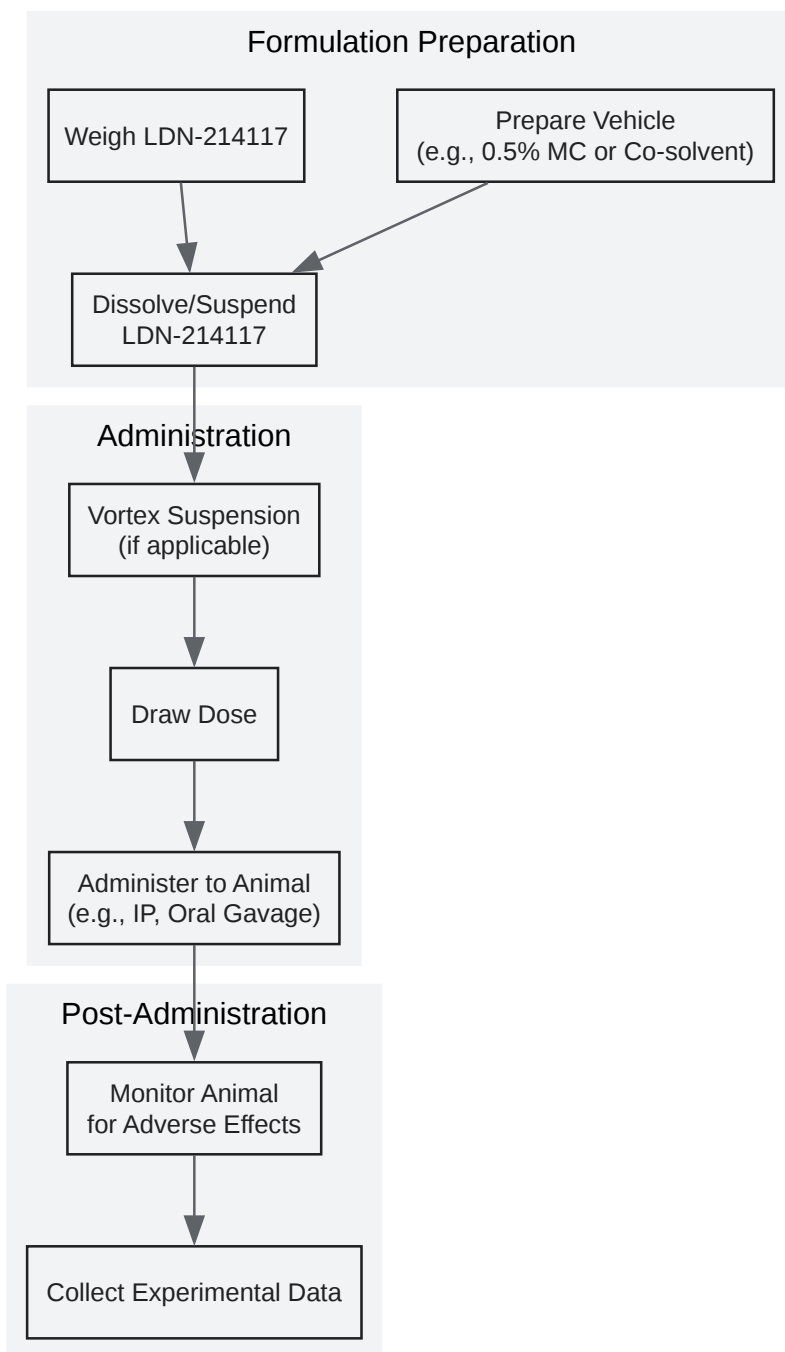 Formulation Preparation
Weigh LDN-214117
Prepare Vehicle
(e.g., 0.5% MC or Co-solvent)
Dissolve/Suspend
LDN-214117
Administration
Vortex Suspension
(if applicable)
Draw Dose
Administer to Animal
(e.g., IP, Oral Gavage)
Post-Administration
Monitor Animal
for Adverse Effects
Collect Experimental Data